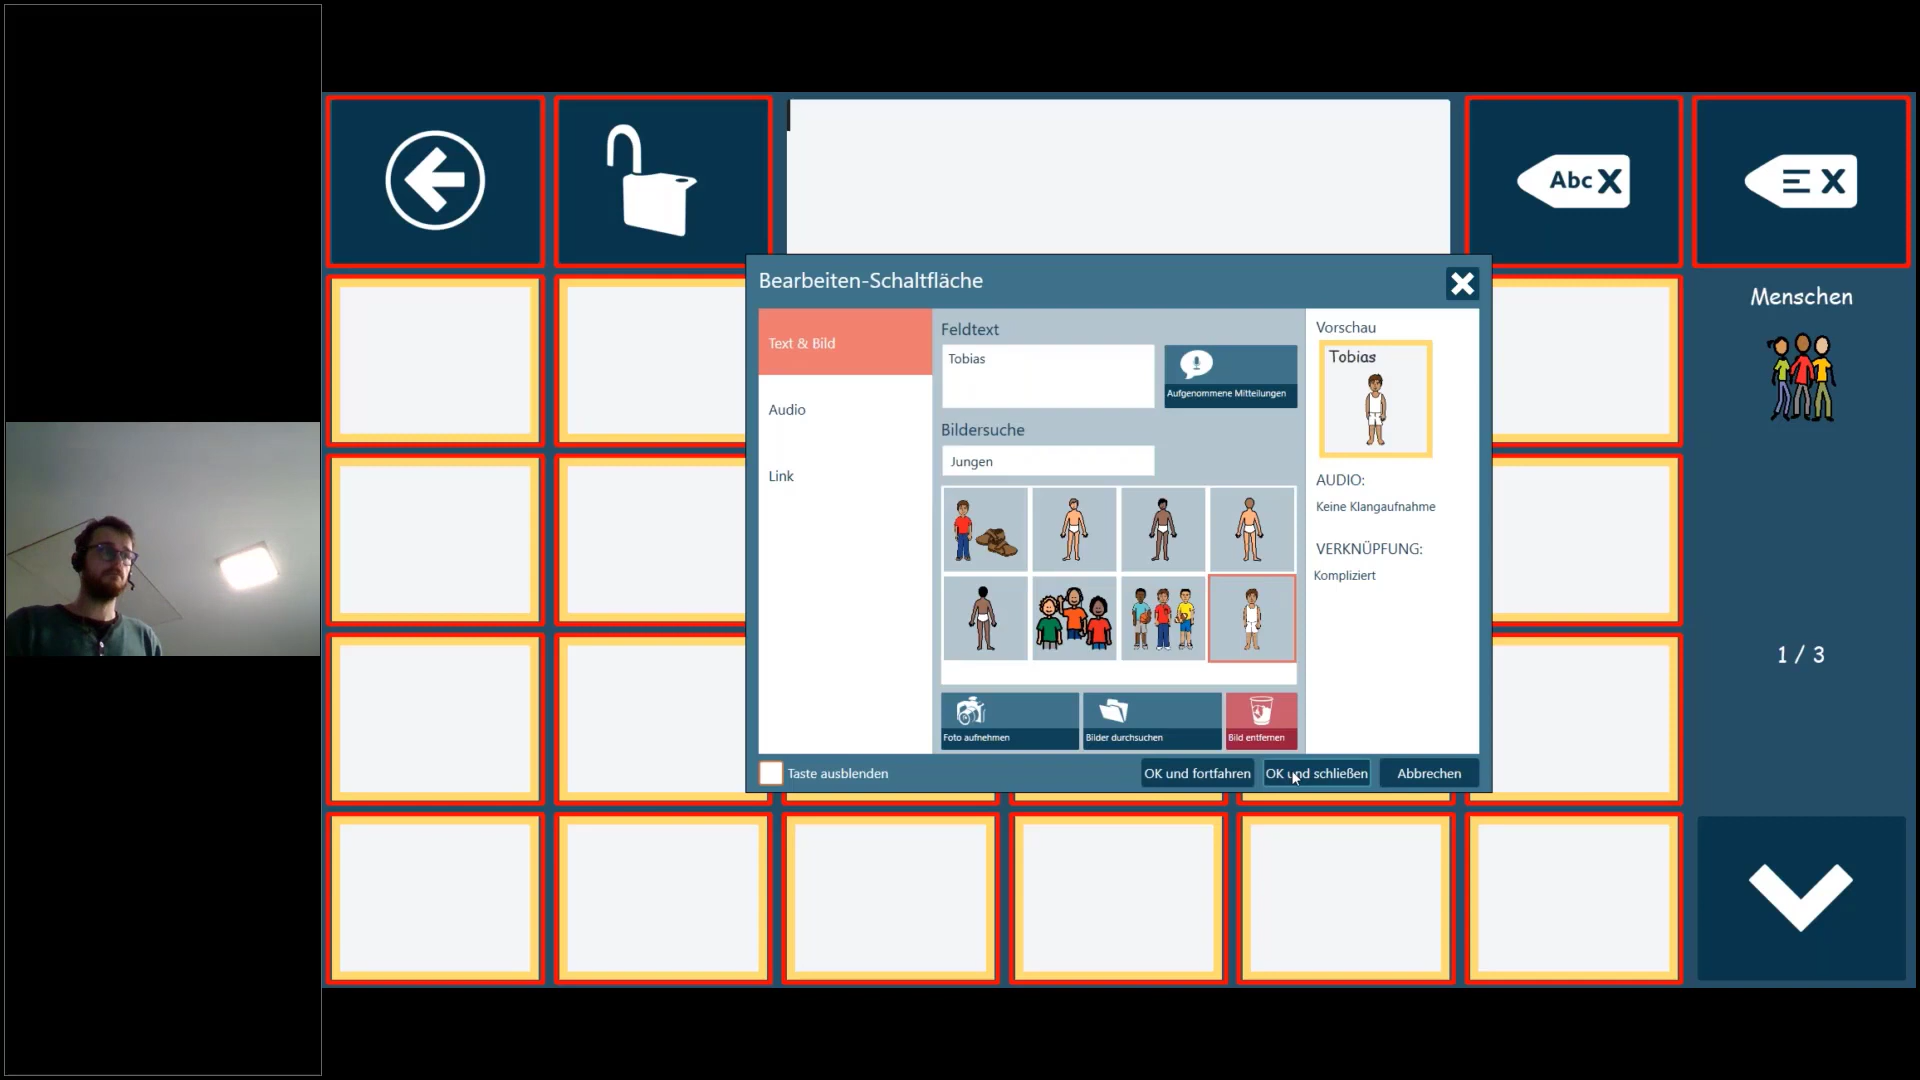 Abc X
X
Menschen
1 / 3
Bearbeiten-Schaltfläche
Text & Bild
Audio
Link
Feldtext
Tobias
Aufgenommene Mitteilungen
Bildersuche
Jungen
Foto aufnehmen
Bilder durchsuchen
Bild entfernen
Vorschau
Tobias
AUDIO:
Keine Klangaufnahme
VERKNÜPFUNG:
Kompliziert
Taste ausblenden
OK und fortfahren
OK und schließen
Abbrechen